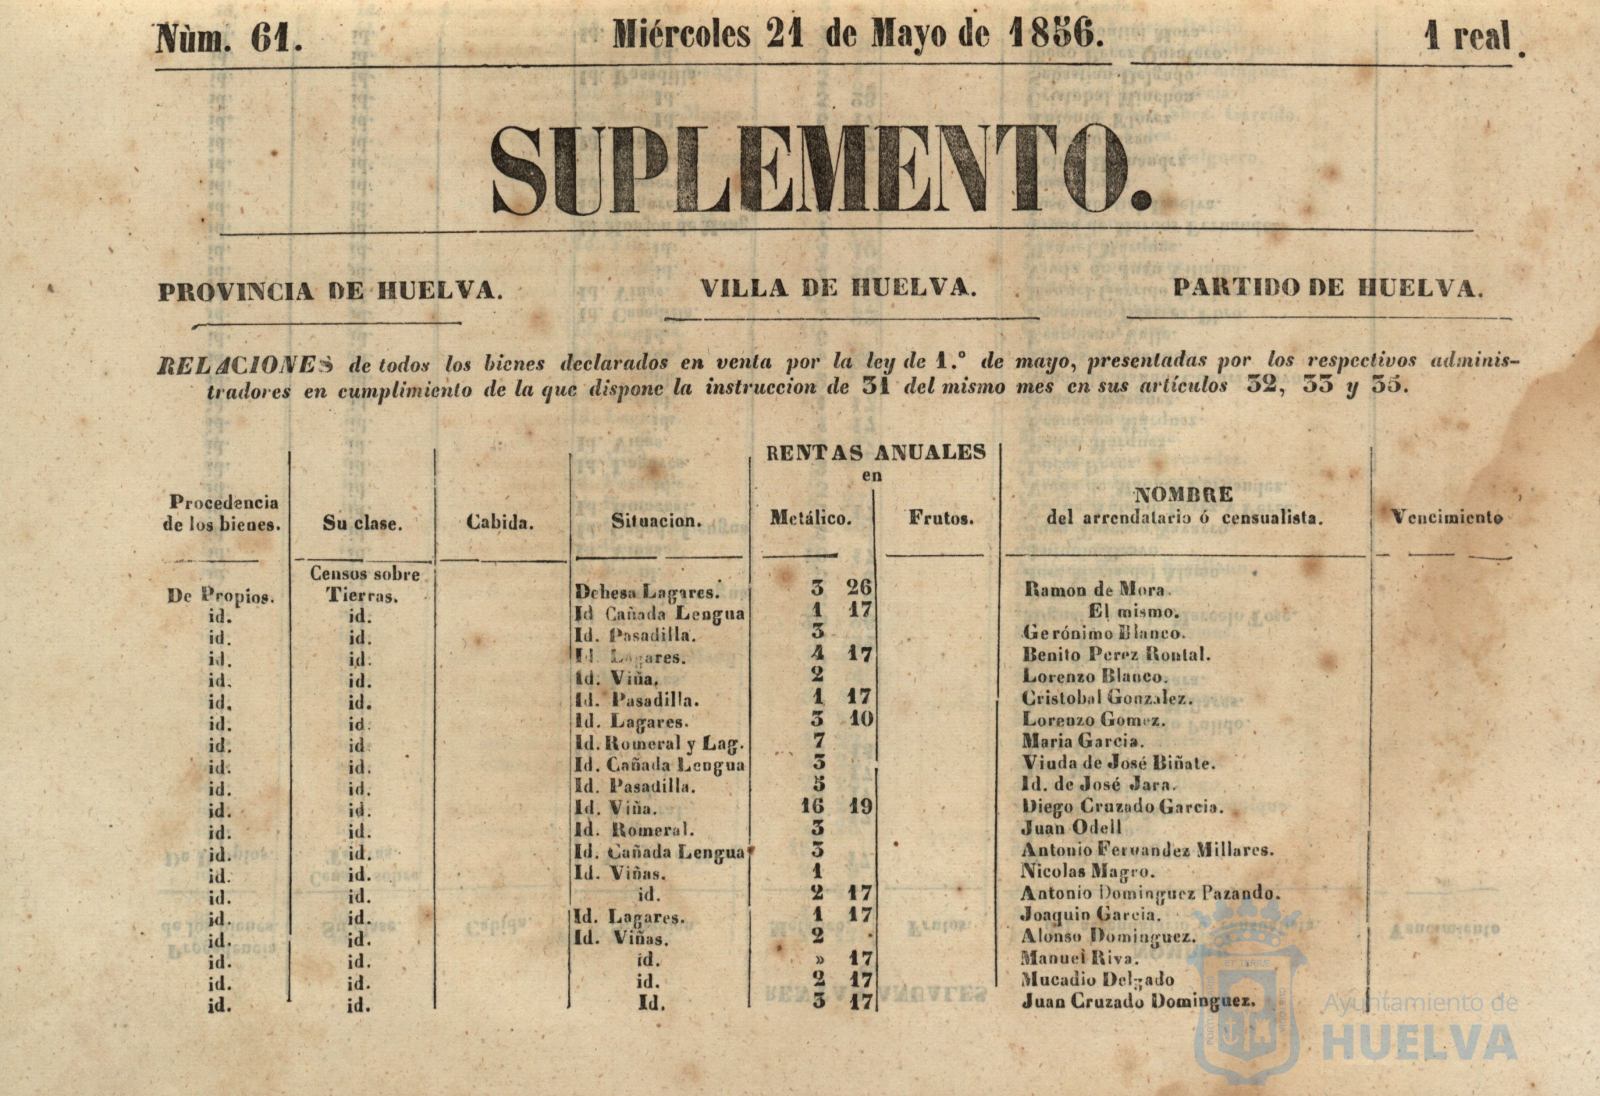 Nùm. 61. Miércoles 21 de Mayo de 1856. 1 real.
SUPLEMENTO.
PROVINCIA DE HUELVA. VILLA DE HUELVA. PARTIDO DE HUELVA.
RELACIONES de todos los bienes declarados en venta por la ley de 1.º de mayo, presentadas por los respectivos adminis-
tradores en cumplimiento de la que dispone la instruccion de 31 del mismo mes en sus artículos 32, 33 y 35.
RENTAS ANUALES
en
Procedencia NOMBRE
de los bienes. Su clase. Cabida. Situacion. Metálico. Frutos. del arrendatario ó censualista. Vencimiento
Censos sobre
De Propios. Tierras. Dehesa Lagares. 3 26 Ramon de Mora.
id. id. Id Cañada Lengua 1 17 El mismo.
id. id. Id. Pasadilla. 3 Gerónimo Blanco.
id. id. Id. Lagares. 4 17 Benito Perez Rontal.
id. id. Id. Viña. 2 Lorenzo Blanco.
id. id. Id. Pasadilla. 1 17 Cristobal Gonzalez.
id. id. Id. Lagares. 3 10 Lorenzo Gomez.
id. id. Id. Romeral y Lag. 7 Maria Garcia.
id. id. Id. Cañada Lengua 3 Viuda de José Biñate.
id. id. Id. Pasadilla. 5 Id. de José Jara.
id. id. Id. Viña. 16 19 Diego Cruzado Garcia.
id. id. Id. Romeral. 3 Juan Odell
id. id. Id. Cañada Lengua 3 Antonio Fernandez Millares.
id. id. Id. Viñas. 1 Nicolas Magro.
id. id. id. 2 17 Antonio Dominguez Pazando.
id. id. Id. Lagares. 1 17 Joaquin Garcia.
id. id. Id. Viñas. 2 Alonso Dominguez.
id. id. id. » 17 Manuel Riva.
id. id. id. 2 17 Mucadio Delgado
id. id. Id. 3 17 Juan Cruzado Dominguez.
Ayuntamiento de
HUELVA